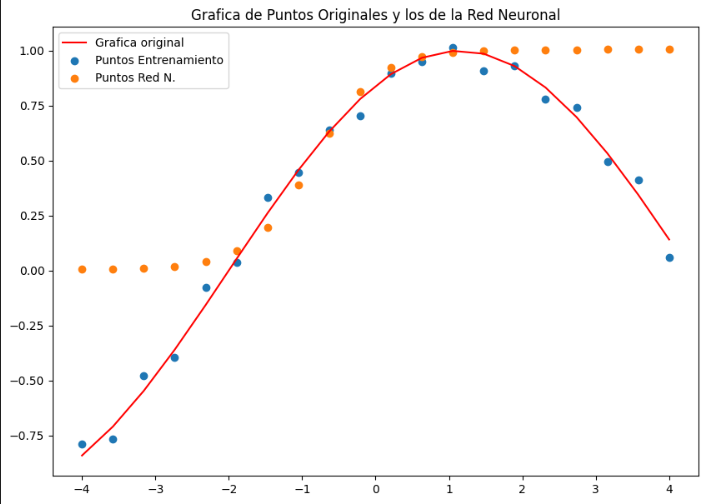 Grafica de Puntos Originales y los de la Red Neuronal
Grafica original
Puntos Entrenamiento
Puntos Red N.
1.00
0.75
0.50
0.25
0.00
−0.25
−0.50
−0.75
−4 −3 −2 −1 0 1 2 3 4